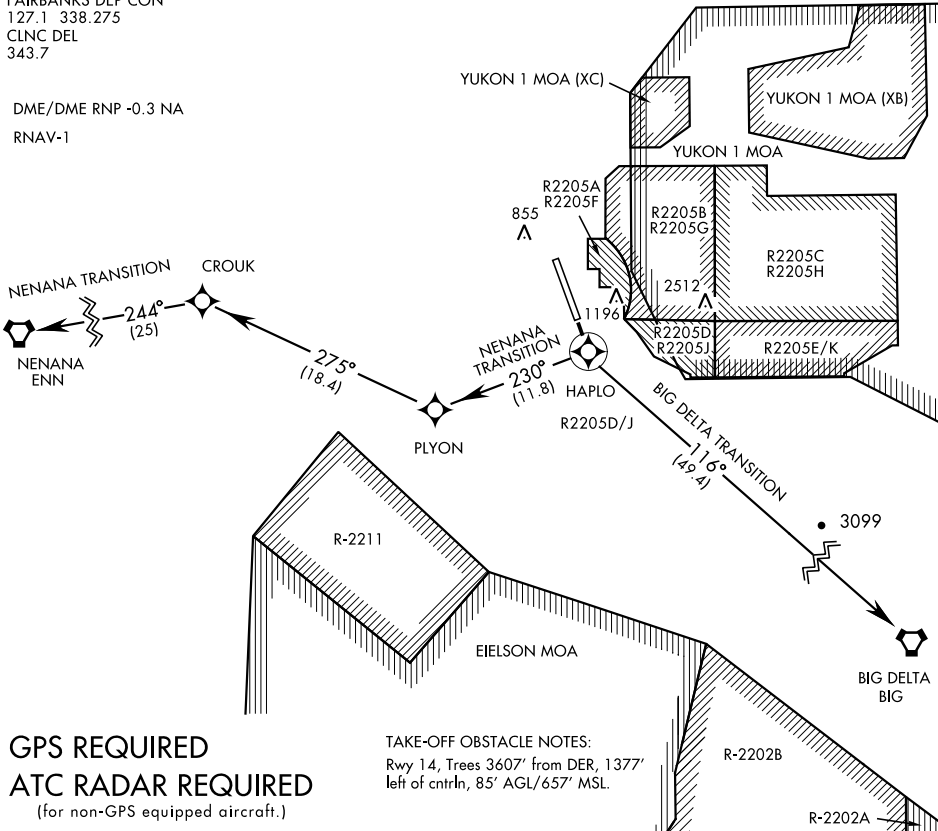 FAIRBANKS DEP CON
127.1 338.275
CLNC DEL
343.7
DME/DME RNP -0.3 NA
RNAV-1
YUKON 1 MOA (XC)
YUKON 1 MOA (XB)
YUKON 1 MOA
R2205A
R2205F
855
R2205B
R2205G
R2205C
R2205H
2512
1196
R2205D
R2205J
R2205E/K
NENANA TRANSITION
CROUK
244°
(25)
NENANA
ENN
275°
(18.4)
NENANA
TRANSITION
230°
(11.8)
HAPLO
R2205D/J
PLYON
BIG DELTA TRANSITION
116°
(49.4)
3099
R-2211
EIELSON MOA
BIG DELTA
BIG
GPS REQUIRED
ATC RADAR REQUIRED
(for non-GPS equipped aircraft.)
TAKE-OFF OBSTACLE NOTES:
Rwy 14, Trees 3607' from DER, 1377'
left of cntrln, 85' AGL/657' MSL.
R-2202B
R-2202A